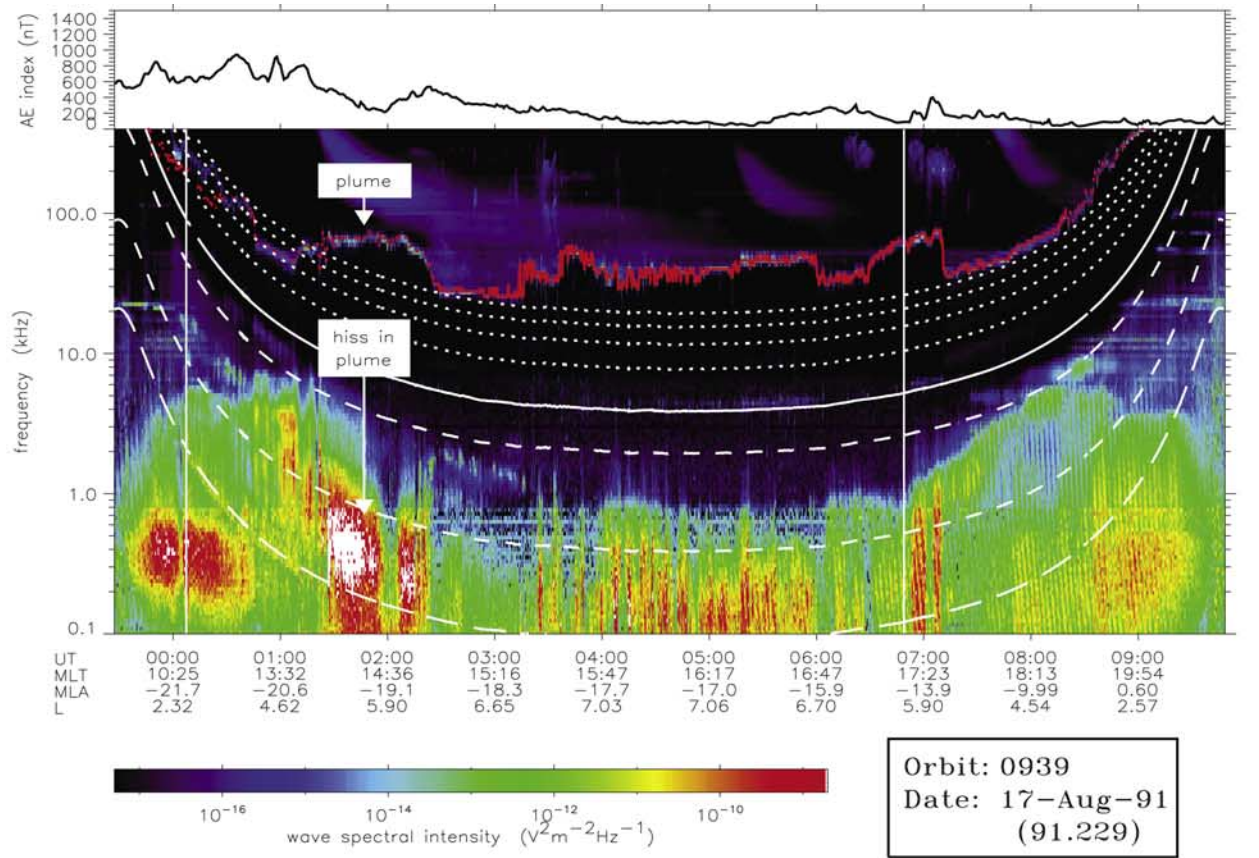 AE index (nT)
1400
1200
1000
800
600
400
200
0
plume
hiss in
plume
frequency (kHz)
100.0
10.0
1.0
0.1
UT 00:00 01:00 02:00 03:00 04:00 05:00 06:00 07:00 08:00 09:00
MLT 10:25 13:32 14:36 15:16 15:47 16:17 16:47 17:23 18:13 19:54
MLA −21.7 −20.6 −19.1 −18.3 −17.7 −17.0 −15.9 −13.9 −9.99 0.60
L 2.32 4.62 5.90 6.65 7.03 7.06 6.70 5.90 4.54 2.57
10⁻¹⁶ 10⁻¹⁴ 10⁻¹² 10⁻¹⁰
wave spectral intensity (V²m⁻²Hz⁻¹)
Orbit: 0939
Date: 17−Aug−91
(91.229)